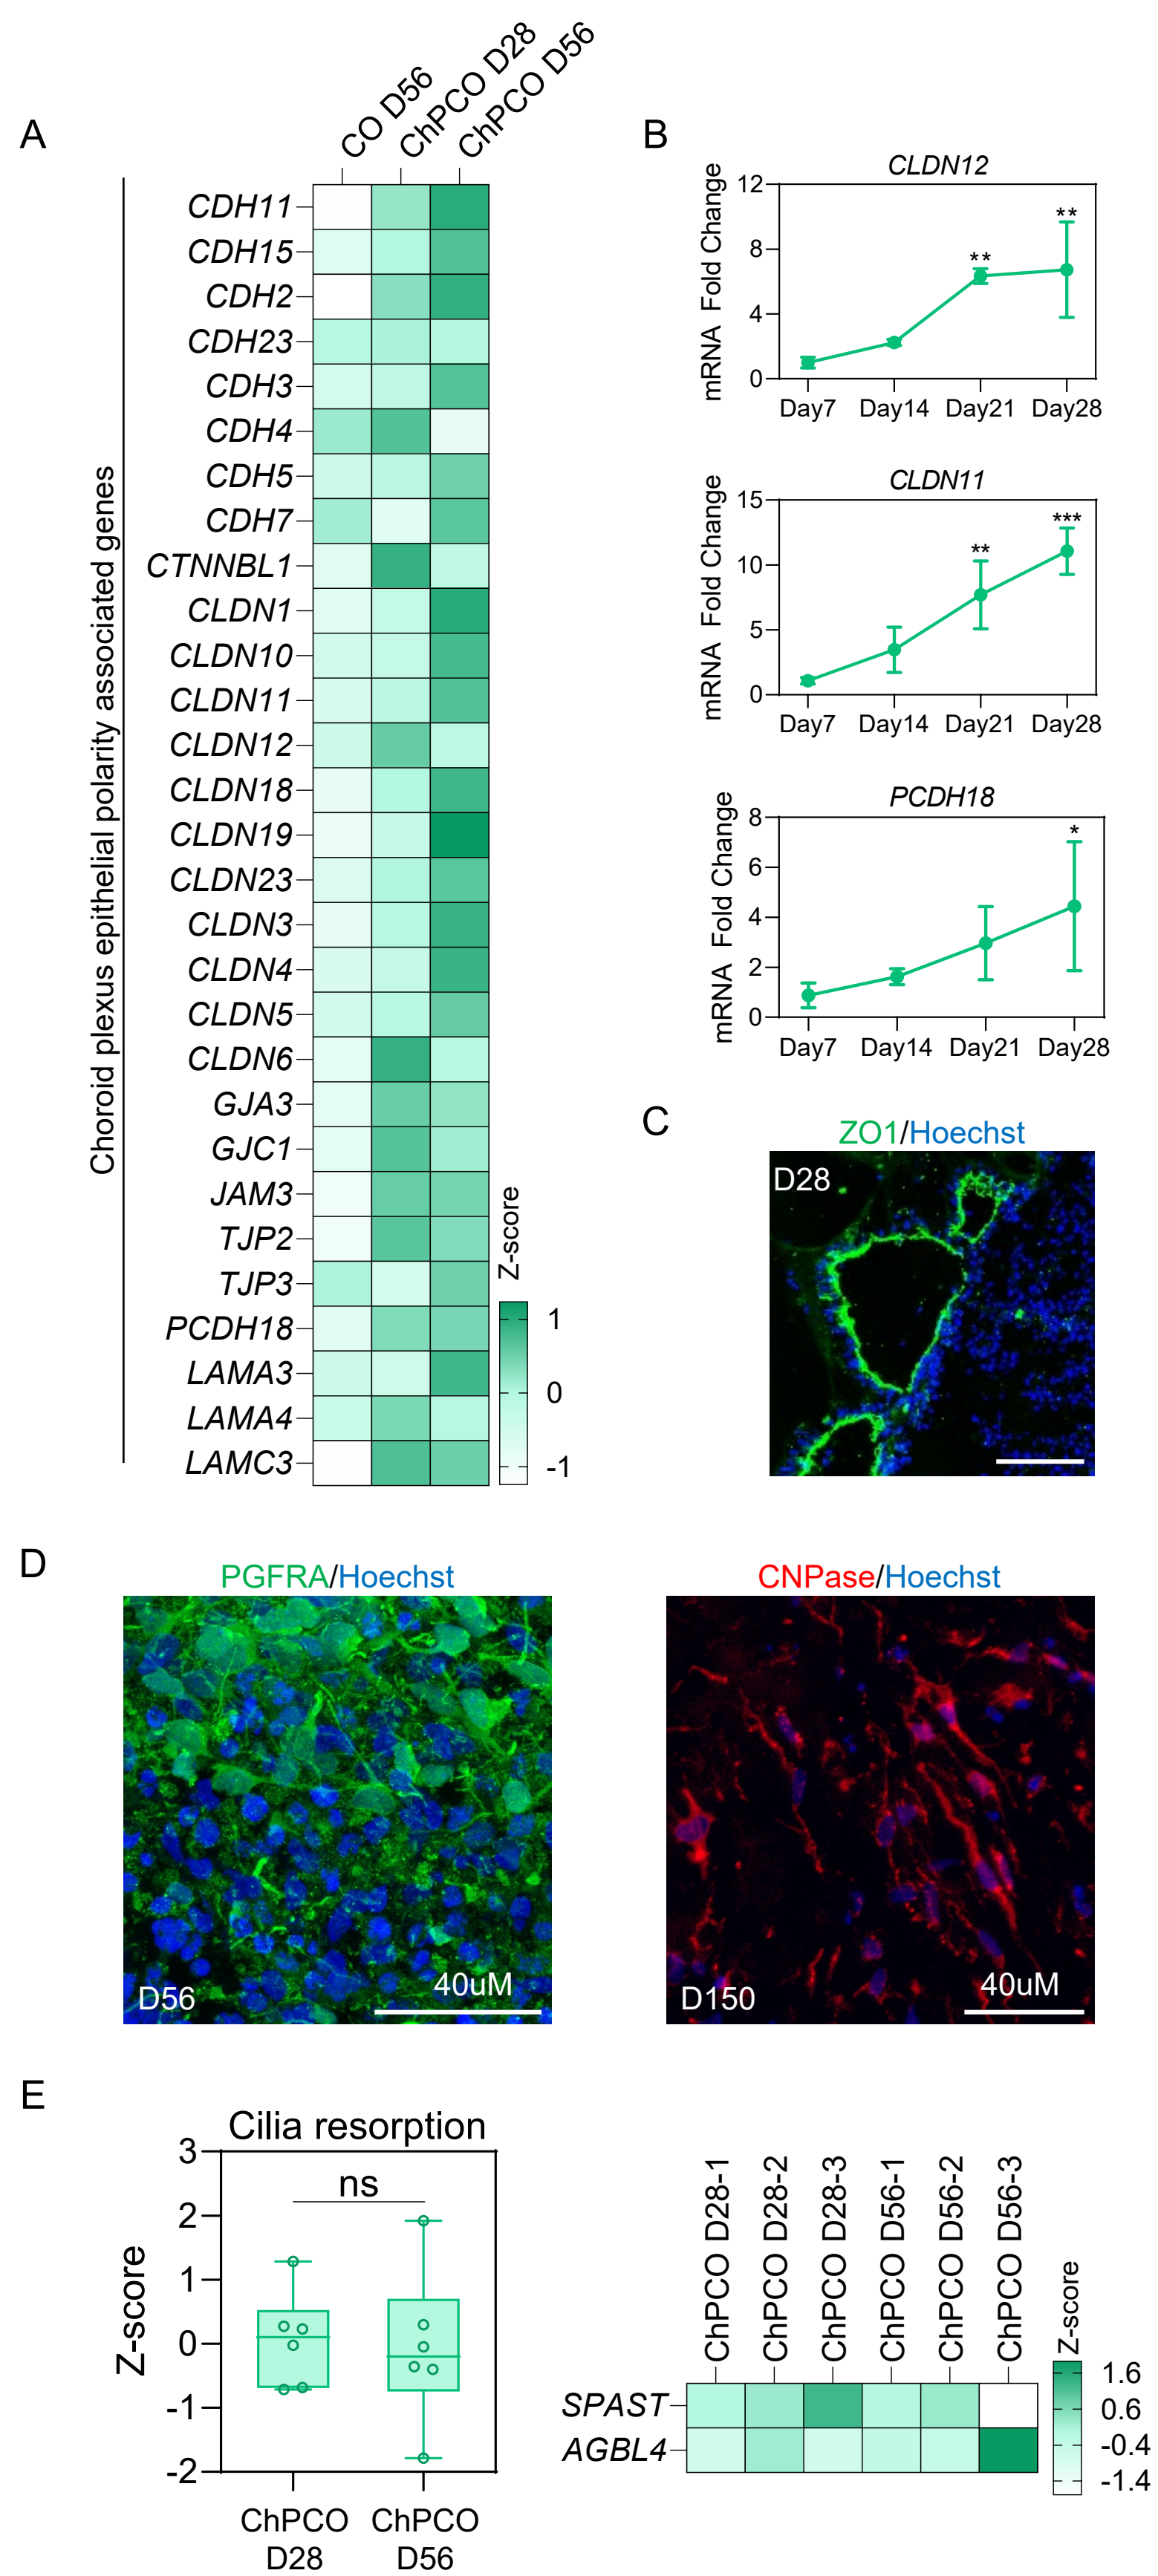 A
CO D56
ChPCO D28
ChPCO D56
Choroid plexus epithelial polarity associated genes
CDH11
CDH15
CDH2
CDH23
CDH3
CDH4
CDH5
CDH7
CTNNBL1
CLDN1
CLDN10
CLDN11
CLDN12
CLDN18
CLDN19
CLDN23
CLDN3
CLDN4
CLDN5
CLDN6
GJA3
GJC1
JAM3
TJP2
TJP3
PCDH18
LAMA3
LAMA4
LAMC3
Z-score
1
0
-1
B
CLDN12
mRNA Fold Change
12
8
4
0
**
**
Day7 Day14 Day21 Day28
CLDN11
mRNA Fold Change
15
10
5
0
**
***
Day7 Day14 Day21 Day28
PCDH18
mRNA Fold Change
8
6
4
2
0
*
Day7 Day14 Day21 Day28
C
ZO1/Hoechst
D28
D
PGFRA/Hoechst
D56
40uM
CNPase/Hoechst
D150
40uM
E
Cilia resorption
Z-score
3
2
1
0
-1
-2
ns
ChPCO D28
ChPCO D56
ChPCO D28-1
ChPCO D28-2
ChPCO D28-3
ChPCO D56-1
ChPCO D56-2
ChPCO D56-3
SPAST
AGBL4
Z-score
1.6
0.6
-0.4
-1.4